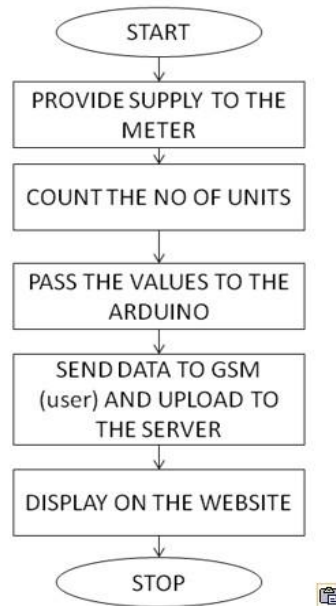 START
PROVIDE SUPPLY TO THE
METER
COUNT THE NO OF UNITS
PASS THE VALUES TO THE
ARDUINO
SEND DATA TO GSM
(user) AND UPLOAD TO
THE SERVER
DISPLAY ON THE WEBSITE
STOP